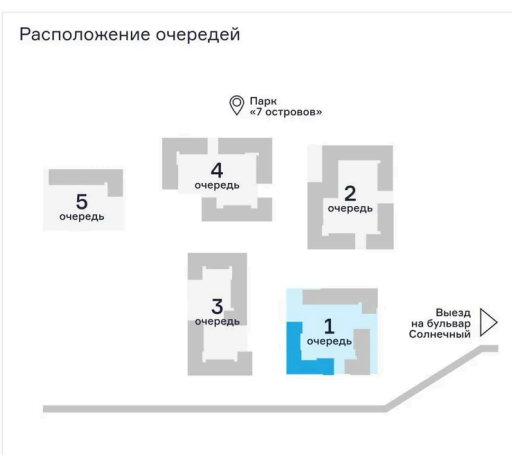 Расположение очередей
Парк
«7 островов»
4
очередь
2
очередь
5
очередь
3
очередь
1
очередь
Выезд
на бульвар
Солнечный